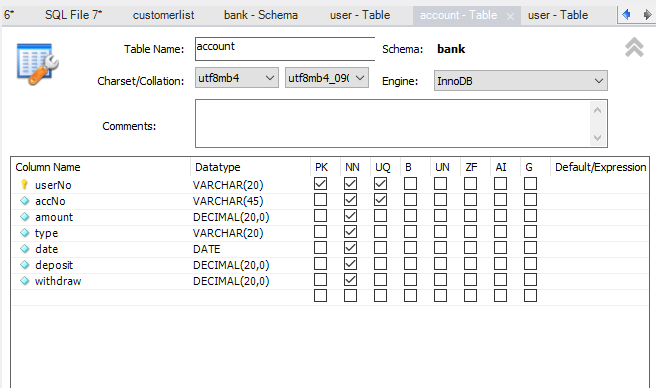 6* SQL File 7* customerlist bank - Schema user - Table account - Table user - Table
Table Name: account Schema: bank
Charset/Collation: utf8mb4 utf8mb4_090 Engine: InnoDB
Comments:
Column Name Datatype PK NN UQ B UN ZF AI G Default/Expression
userNo VARCHAR(20)
accNo VARCHAR(45)
amount DECIMAL(20,0)
type VARCHAR(20)
date DATE
deposit DECIMAL(20,0)
withdraw DECIMAL(20,0)